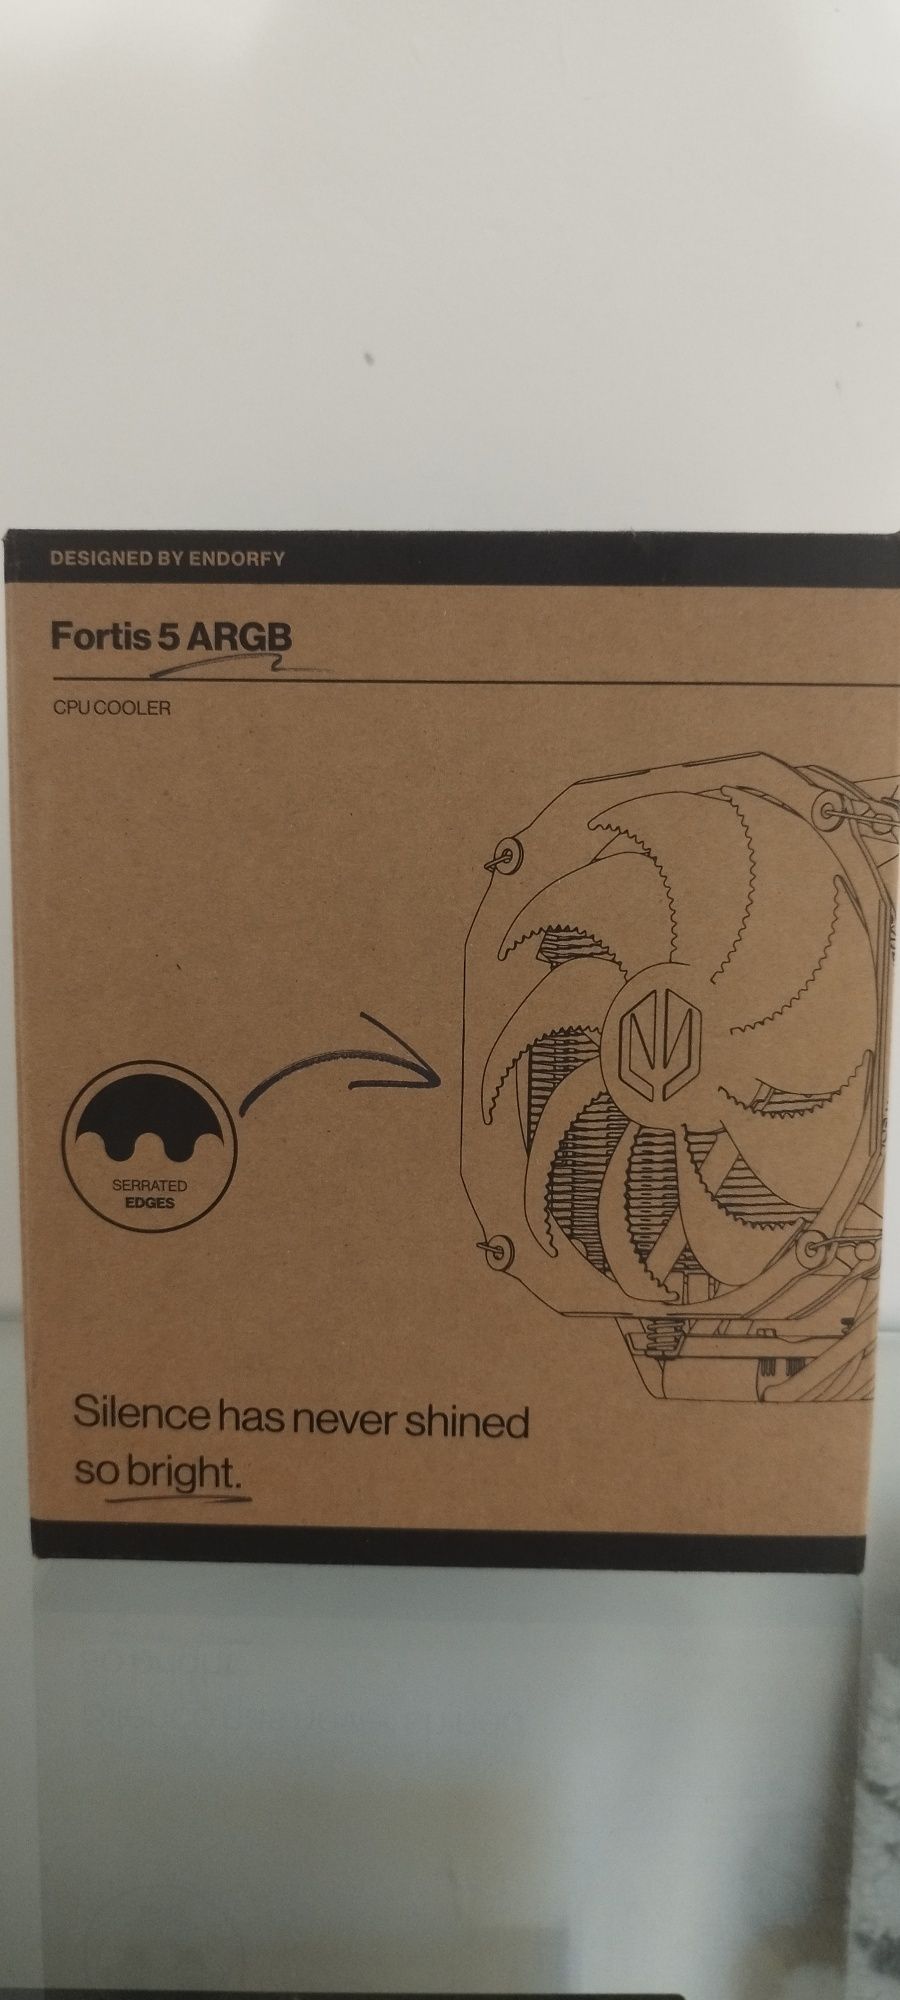 DESIGNED BY ENDORFY
Fortis 5 ARGB
CPU COOLER
SERRATED
EDGES
Silence has never shined
so bright.